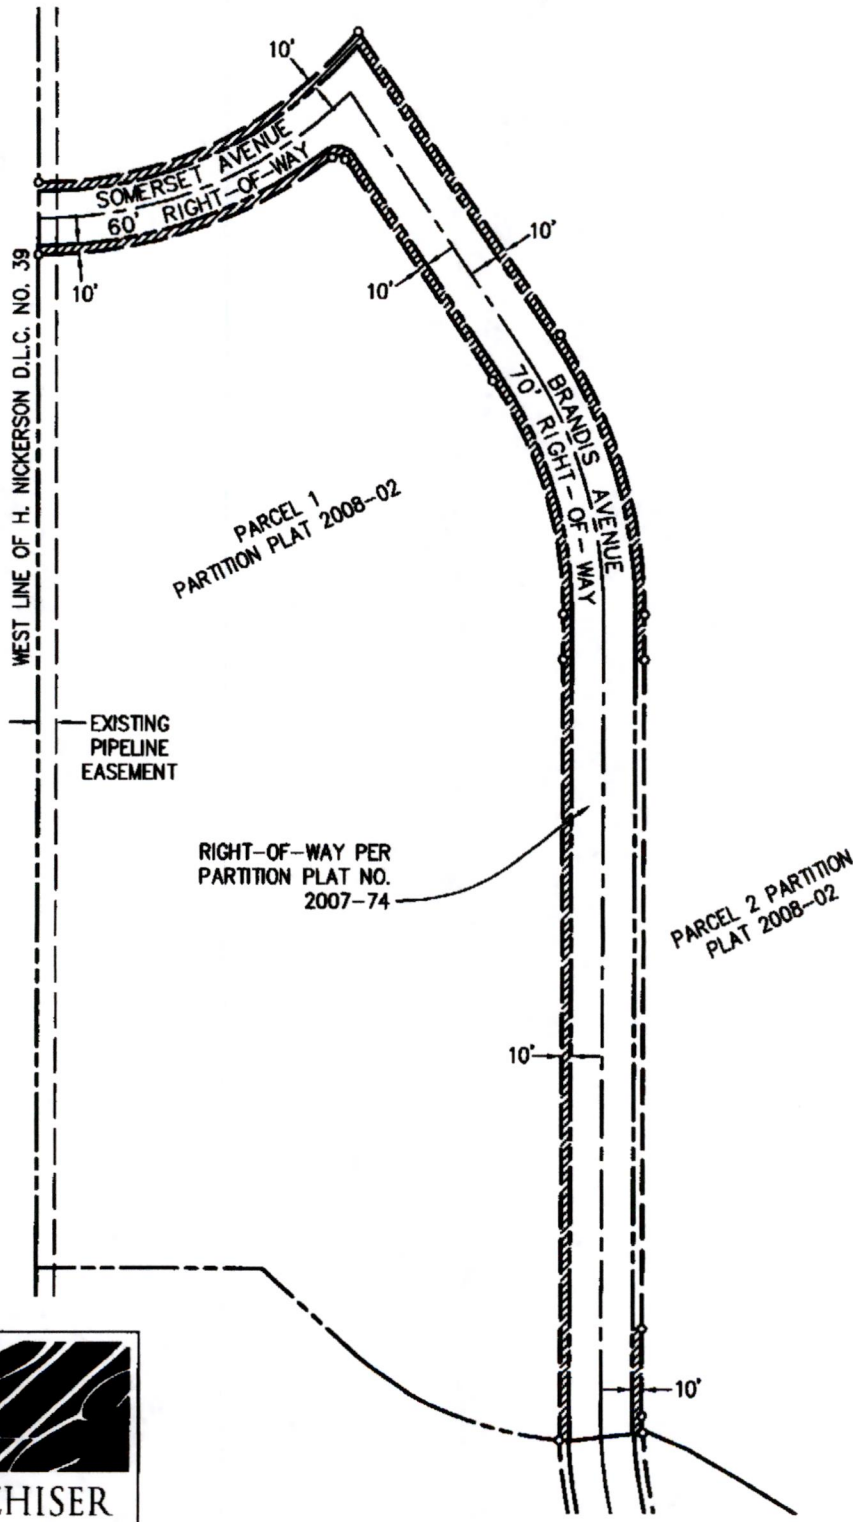 10'
SOMERSET AVENUE
60' RIGHT-OF-WAY
10'
10'
10'
WEST LINE OF H. NICKERSON D.L.C. NO. 39
BRANDIS AVENUE
70' RIGHT-OF-WAY
PARCEL 1
PARTITION PLAT 2008-02
EXISTING
PIPELINE
EASEMENT
RIGHT-OF-WAY PER
PARTITION PLAT NO.
2007-74
PARCEL 2 PARTITION
PLAT 2008-02
10'
10'
CHISER